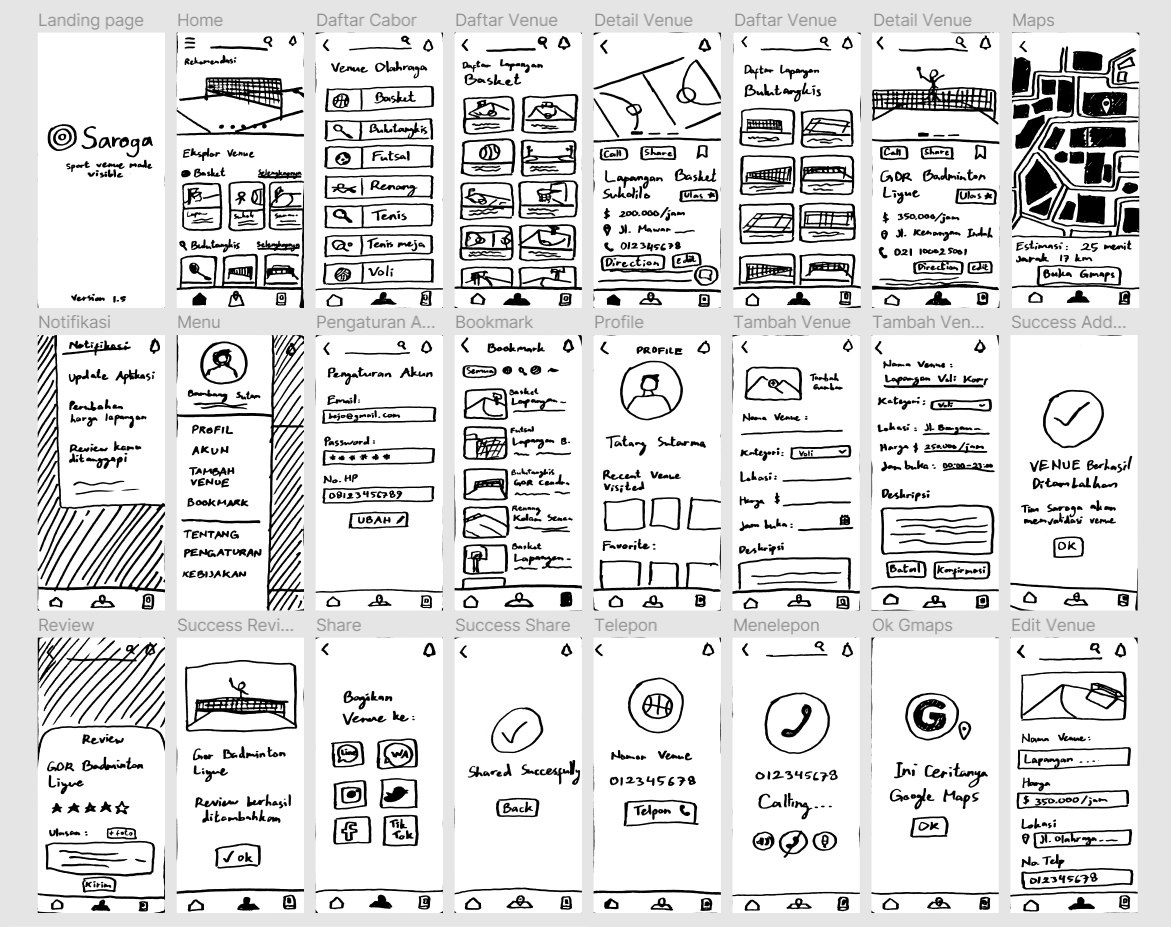 Landing page
Saroga
sport venue made
visible
Version 1.5
Home
Rekomendasi
Eksplor Venue
Basket
Selengkapnya
Bulutangkis
Selengkapnya
Daftar Cabor
Venue Olahraga
Basket
Bulutangkis
Futsal
Renang
Tenis
Tenis meja
Voli
Daftar Venue
Daftar Lapangan
Basket
Detail Venue
Call
Share
Lapangan Basket
Sukolilo
Ulas
$ 200.000/jam
Jl. Mawar
012345678
Direction
edit
Daftar Venue
Daftar Lapangan
Bulutangkis
Detail Venue
Call
Share
GOR Badminton
Liyue
Ulas
$ 350.000/jam
Jl. Kenangan Indah
021 100025001
Direction
edit
Maps
Estimasi : 25 menit
Jarak 17 km
Buka Gmaps
Notifikasi
Notifikasi
Update Aplikasi
Perubahan
harga lapangan
Review kamu
ditanggapi
Menu
Bambang Sutan
PROFIL
AKUN
TAMBAH
VENUE
BOOKMARK
TENTANG
PENGATURAN
KEBIJAKAN
Pengaturan A...
Pengaturan Akun
Email:
bejo@gmail.com
Password :
******
No. HP
08123456789
UBAH
Bookmark
Bookmark
Semua
Basket
Lapangan
Futsal
Lapangan B.
Bulutangkis
GOR
Renang
Kolam
Basket
Lapangan
Profile
PROFILE
Tatang Sutarma
Recent Venue
Visited
Favorite :
Tambah Venue
Tambah
Gambar
Nama Venue :
Kategori: Voli
Lokasi :
Harga $
Jam buka :
Deskripsi
Tambah Ven...
Nama Venue :
Lapangan Voli
Kategori : Voli
Lokasi : Jl.
Harga $ 250.000/jam
Jam buka : 00:00-23:00
Deskripsi
Batal
Konfirmasi
Success Add...
VENUE Berhasil
Ditambahkan
Tim Saroga akan
memvalidasi venue
OK
Review
Review
GOR Badminton
Liyue
Ulasan :
+ foto
Kirim
Success Revi...
Gor Badminton
Liyue
Review berhasil
ditambahkan
Ok
Share
Bagikan
Venue ke :
Line
WA
Tik
Tok
Success Share
Shared Successfully
Back
Telepon
Nomor Venue
012345678
Telpon
Menelepon
012345678
Calling...
Ok Gmaps
G
Ini Ceritanya
Google Maps
OK
Edit Venue
Nama Venue:
Lapangan ....
Harga
$ 350.000/jam
Lokasi
Jl. Olahraga
No. Telp
012345678